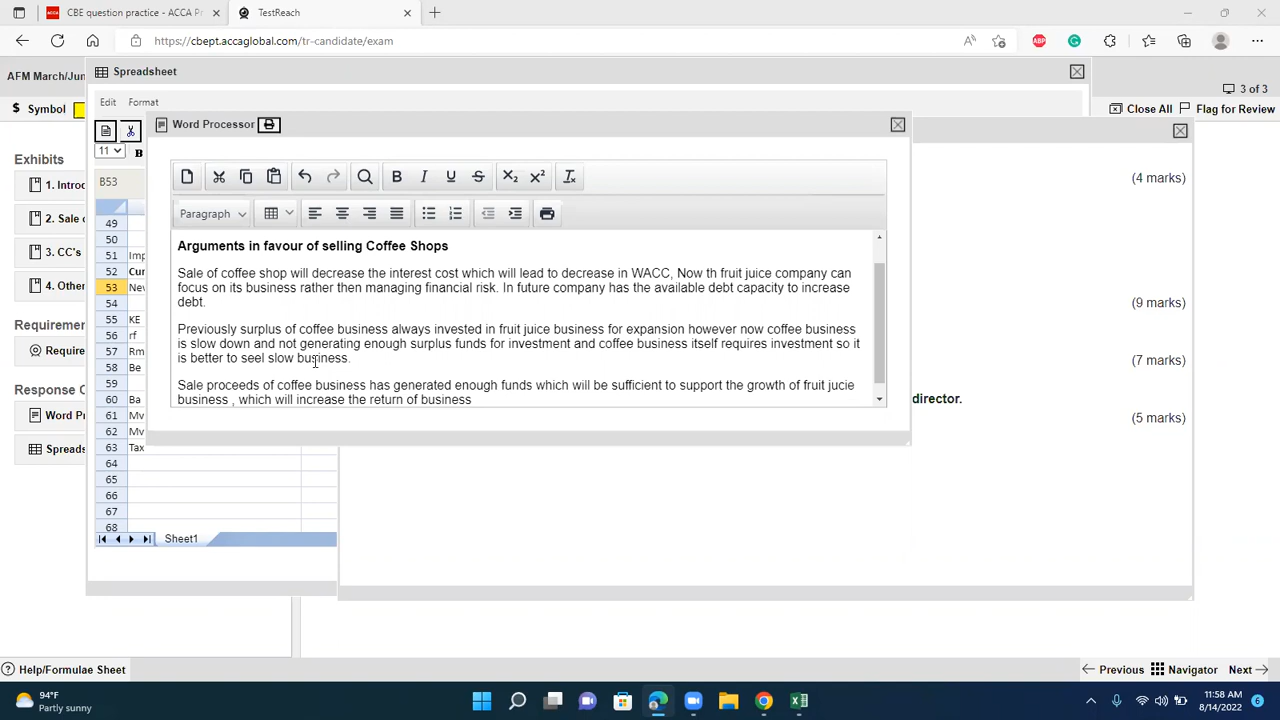 CBE question practice - ACCA P
TestReach
https://cbept.accaglobal.com/tr-candidate/exam
ABP
AFM March/Jun
Spreadsheet
3 of 3
$ Symbol
Edit Format
Close All
Flag for Review
Word Processor
11
B
(4 marks)
Exhibits
1. Introd
2. Sale o
3. CC's
4. Other
B53
B I U S X2 X2 Ix
Paragraph
49
50
51 Imp
52 Cur
53 Nev
54
55 KE
56 rf
57 Rm
58 Be
59
60 Ba
61 Mv
62 Mv
63 Tax
64
65
66
67
68
Arguments in favour of selling Coffee Shops
Sale of coffee shop will decrease the interest cost which will lead to decrease in WACC, Now th fruit juice company can
focus on its business rather then managing financial risk. In future company has the available debt capacity to increase
debt.
Previously surplus of coffee business always invested in fruit juice business for expansion however now coffee business
is slow down and not generating enough surplus funds for investment and coffee business itself requires investment so it
is better to seel slow business.
Sale proceeds of coffee business has generated enough funds which will be sufficient to support the growth of fruit jucie
business , which will increase the return of business
(9 marks)
(7 marks)
director.
(5 marks)
Requiremen
Require
Response O
Word Pr
Spreads
Sheet1
Help/Formulae Sheet
Previous
Navigator
Next
94°F
Partly sunny
11:58 AM
8/14/2022
6